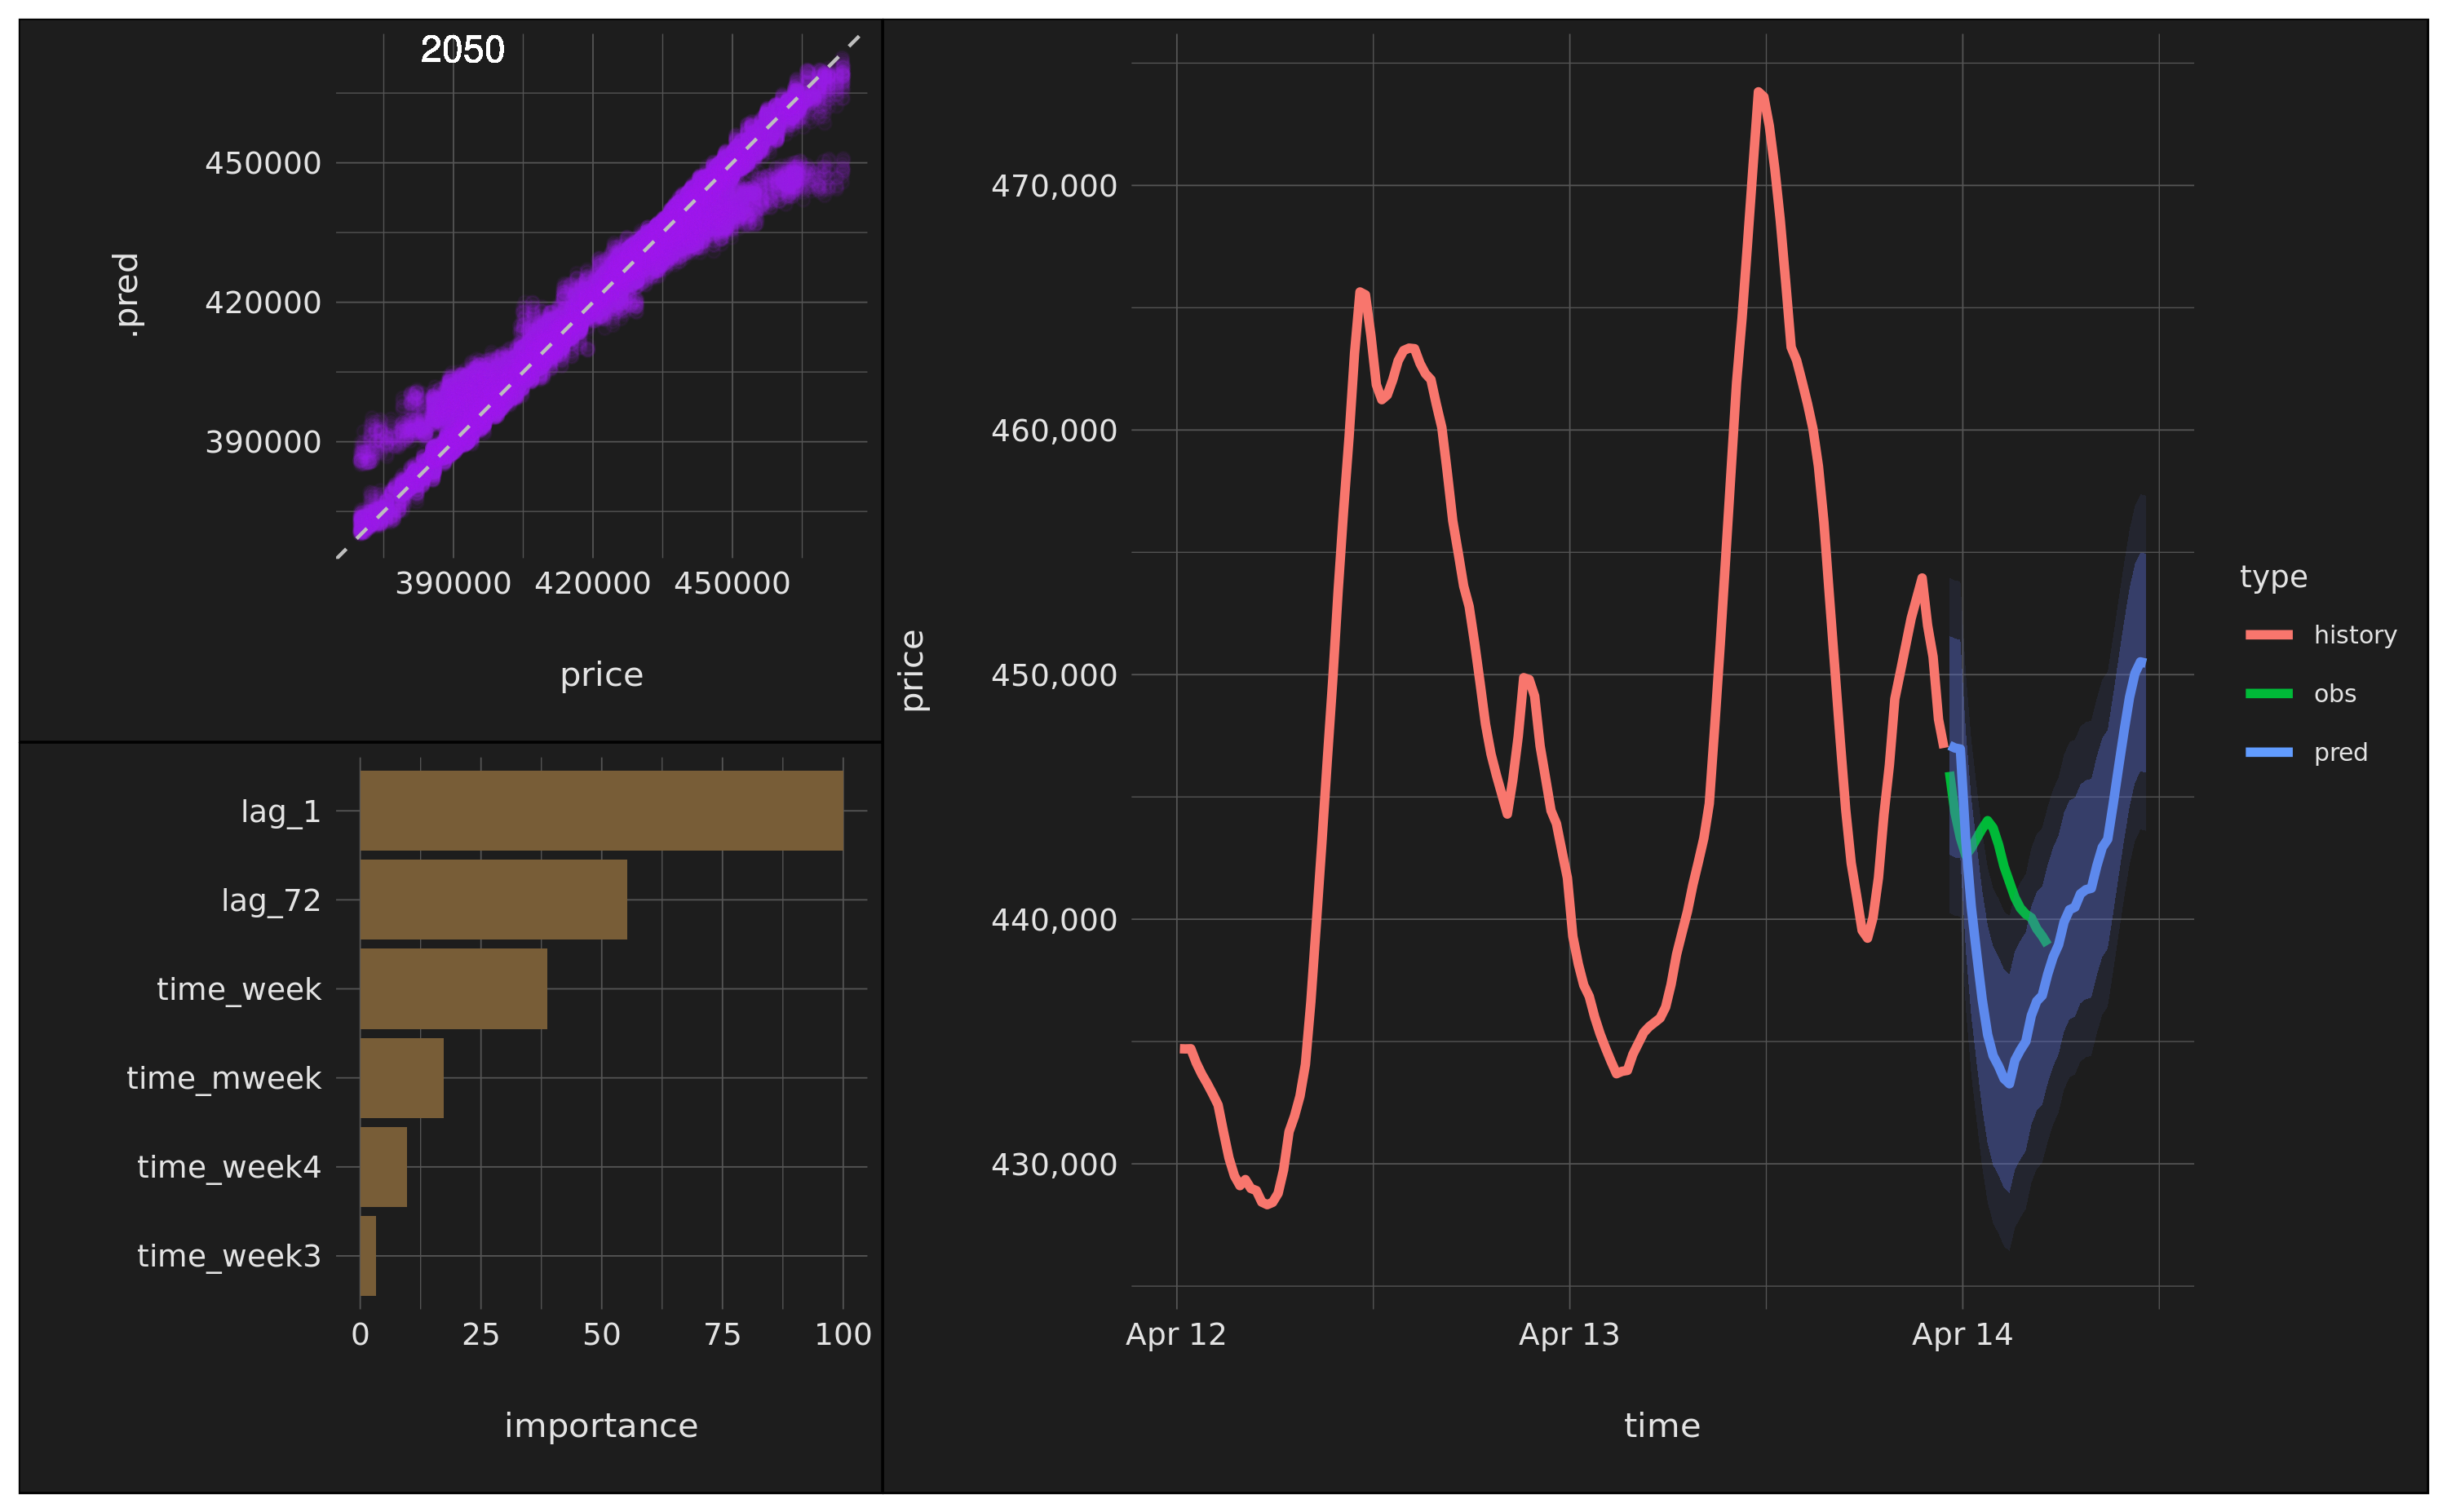 2050
.pred
450000
420000
390000
390000 420000 450000
price
lag_1
lag_72
time_week
time_mweek
time_week4
time_week3
0 25 50 75 100
importance
price
470,000
460,000
450,000
440,000
430,000
Apr 12 Apr 13 Apr 14
time
type
history
obs
pred